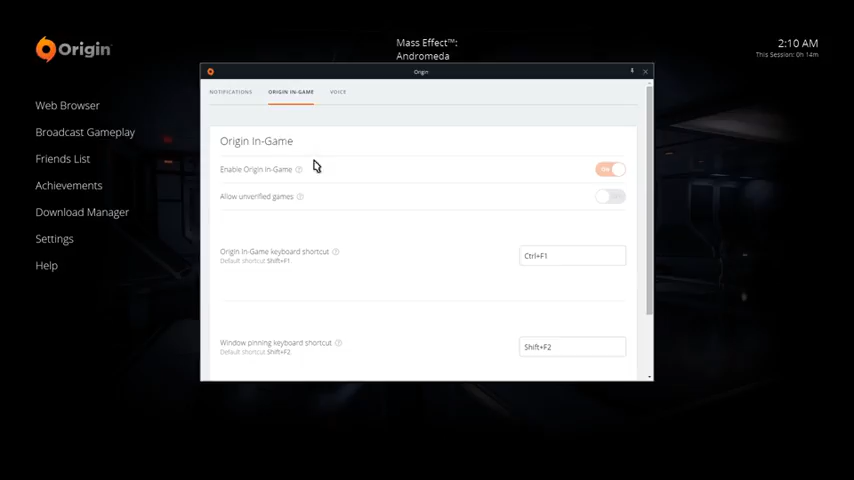 Origin
Mass Effect™:
Andromeda
2:10 AM
This Session: 0h 14m
Web Browser
Broadcast Gameplay
Friends List
Achievements
Download Manager
Settings
Help
Origin
NOTIFICATIONS
ORIGIN IN-GAME
VOICE
Origin In-Game
Enable Origin In-Game
ON
Allow unverified games
Origin In-Game keyboard shortcut
Default shortcut Shift+F1.
Ctrl+F1
Window pinning keyboard shortcut
Default shortcut Shift+F2.
Shift+F2